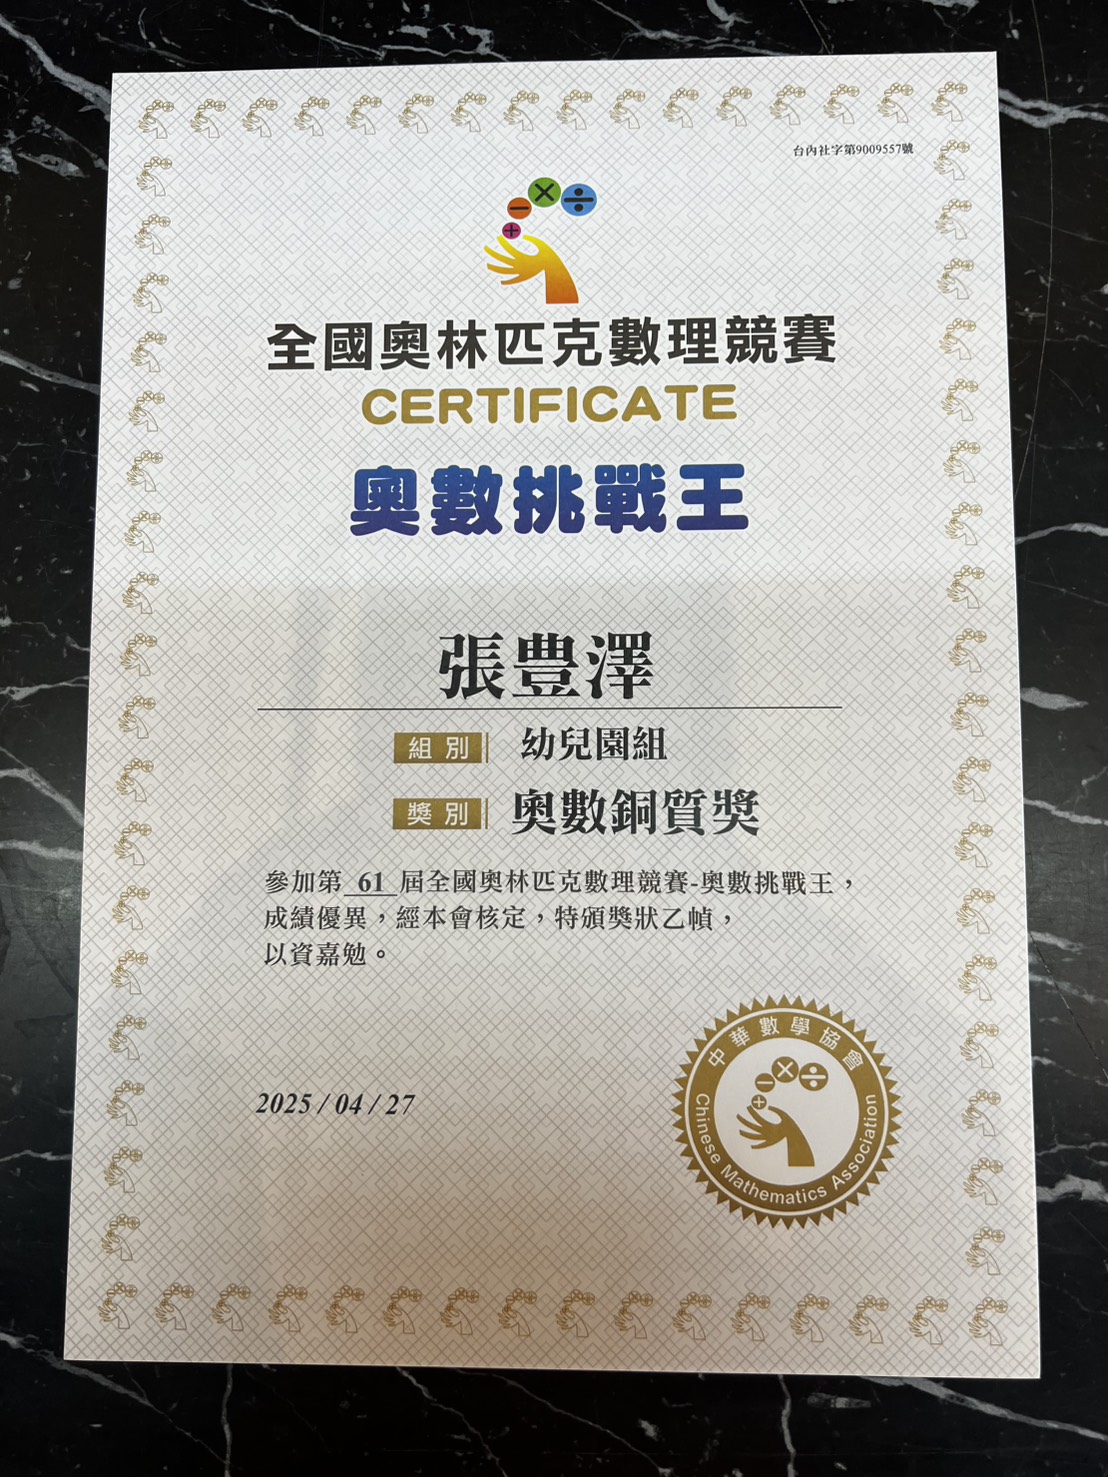 台內社字第9009557號
全國奧林匹克數理競賽
CERTIFICATE
奧數挑戰王
張豊澤
組別 幼兒園組
獎別 奧數銅質獎
參加第 61 屆全國奧林匹克數理競賽-奧數挑戰王，
成績優異，經本會核定，特頒獎狀乙幀，
以資嘉勉。
2025 / 04 / 27
中華數學協會
Chinese Mathematics Association